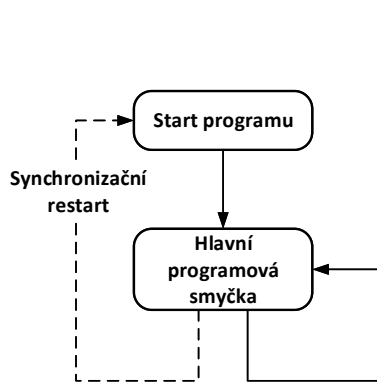 Start programu
Synchronizační
restart
Hlavní
programová
smyčka